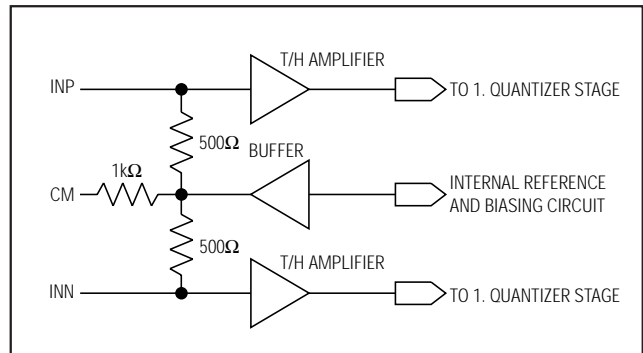 T/H AMPLIFIER
INP
TO 1. QUANTIZER STAGE
500Ω
BUFFER
1kΩ
CM
INTERNAL REFERENCE
AND BIASING CIRCUIT
500Ω
T/H AMPLIFIER
INN
TO 1. QUANTIZER STAGE